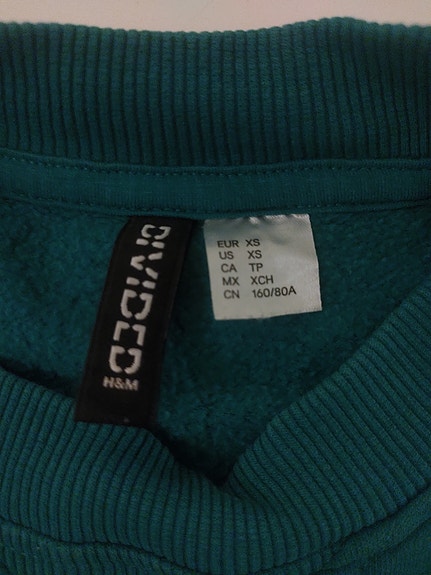 DIVIDED
H&M
EUR XS
US XS
CA TP
MX XCH
CN 160/80A